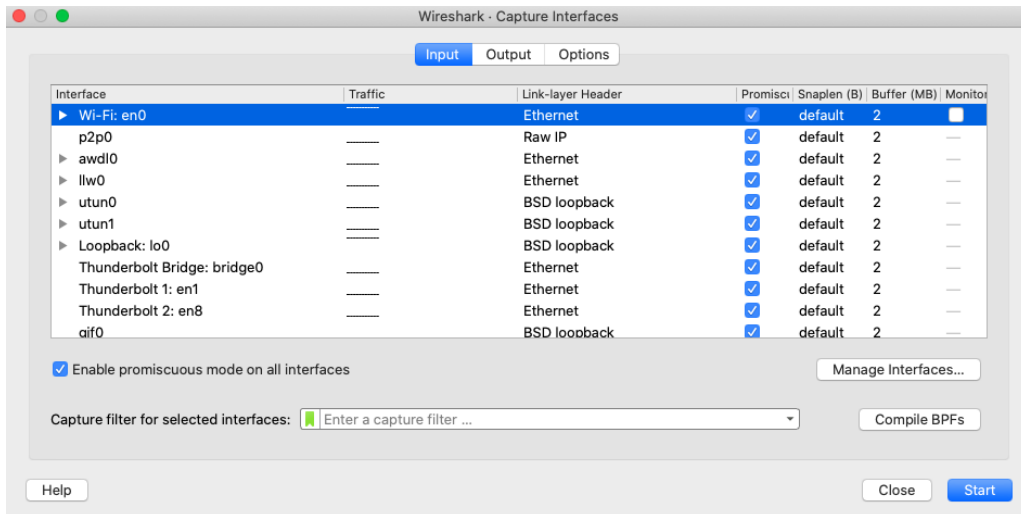 Wireshark · Capture Interfaces
Input Output Options
Interface Traffic Link-layer Header Promisc Snaplen (B) Buffer (MB) Monitor
Wi-Fi: en0 Ethernet default 2
p2p0 Raw IP default 2 —
awdl0 Ethernet default 2 —
llw0 Ethernet default 2 —
utun0 BSD loopback default 2 —
utun1 BSD loopback default 2 —
Loopback: lo0 BSD loopback default 2 —
Thunderbolt Bridge: bridge0 Ethernet default 2 —
Thunderbolt 1: en1 Ethernet default 2 —
Thunderbolt 2: en8 Ethernet default 2 —
gif0 BSD loopback default 2 —
Enable promiscuous mode on all interfaces Manage Interfaces...
Capture filter for selected interfaces: Enter a capture filter ... Compile BPFs
Help Close Start